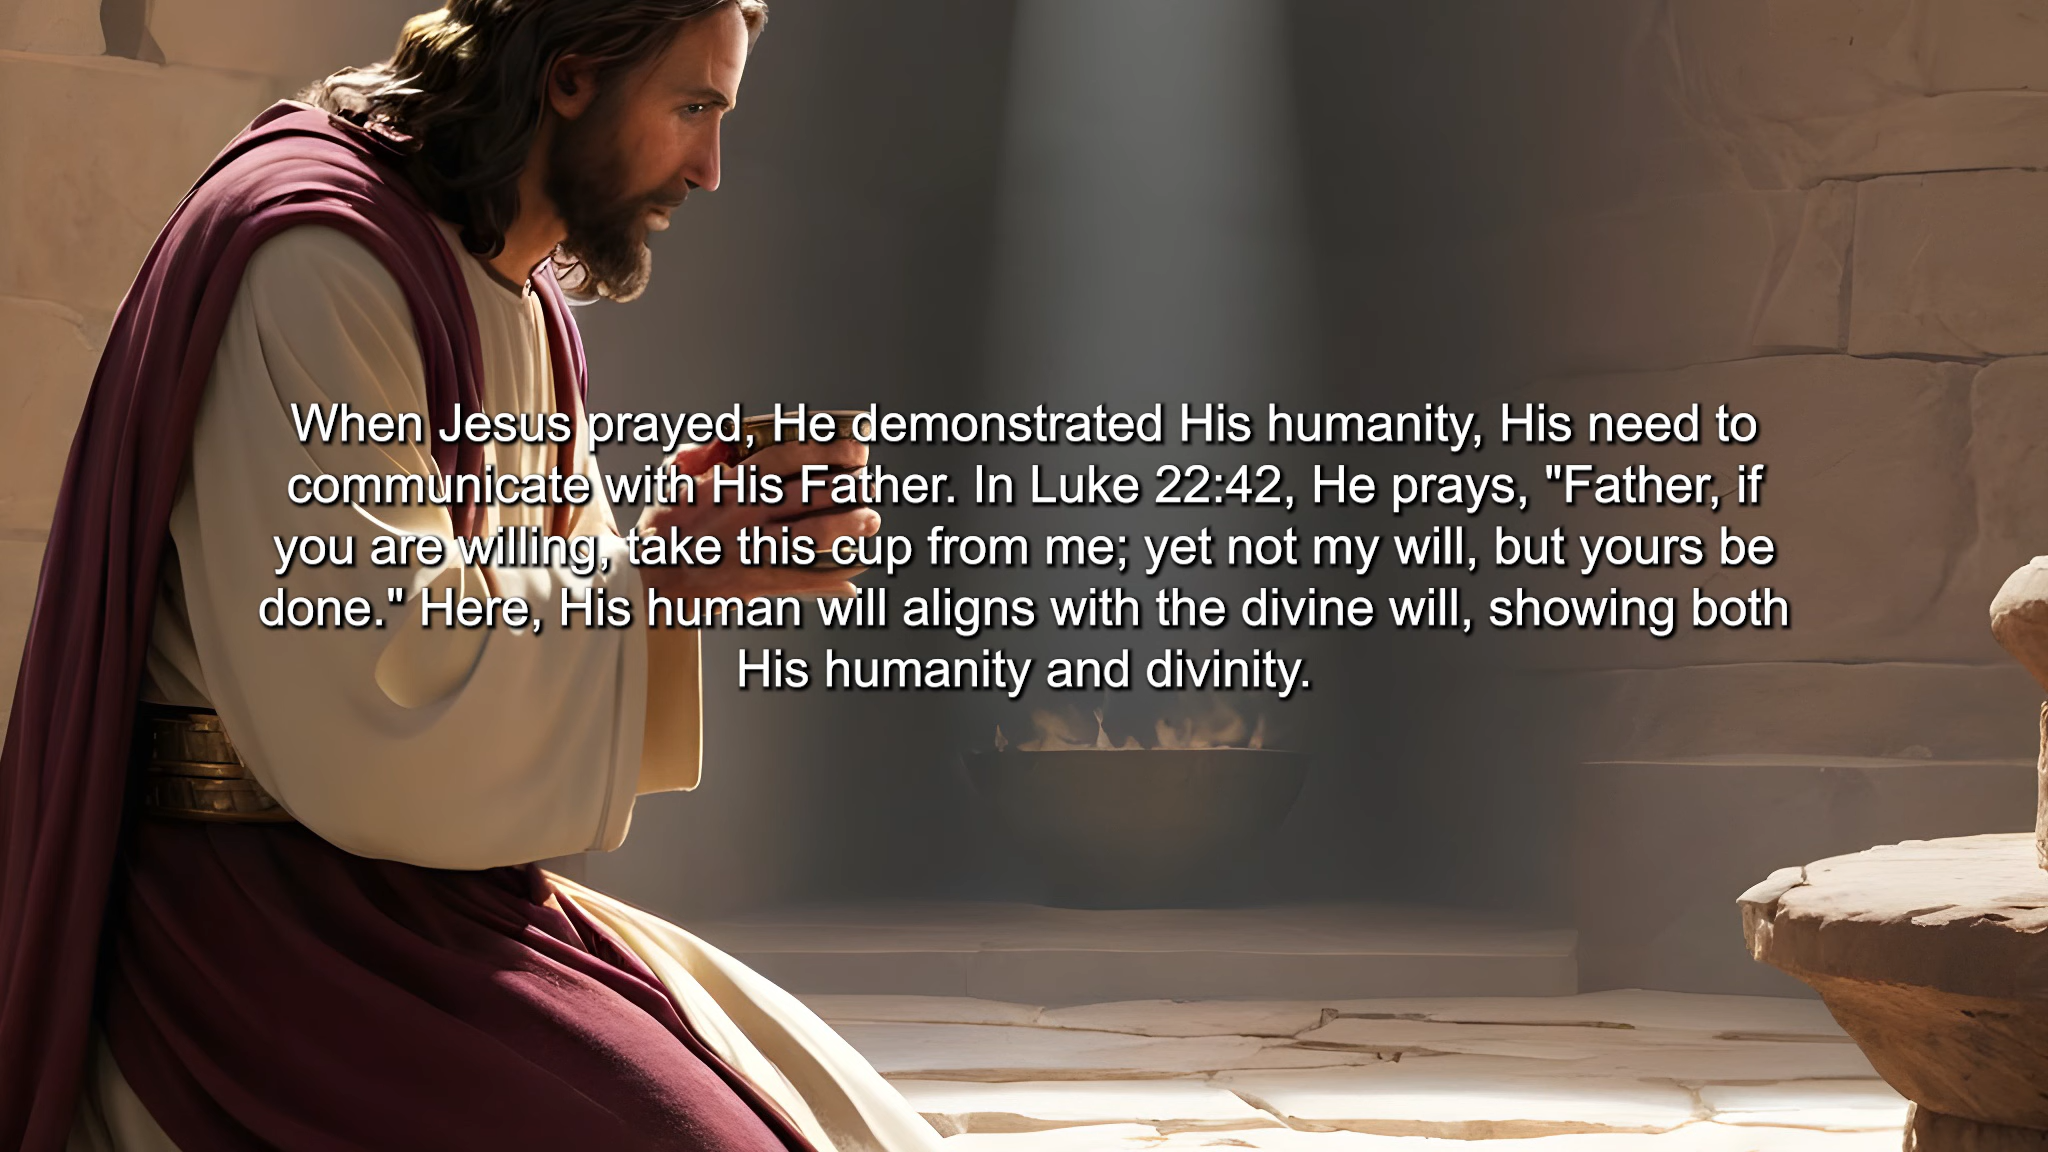 When Jesus prayed, He demonstrated His humanity, His need to
communicate with His Father. In Luke 22:42, He prays, "Father, if
you are willing, take this cup from me; yet not my will, but yours be
done." Here, His human will aligns with the divine will, showing both
His humanity and divinity.